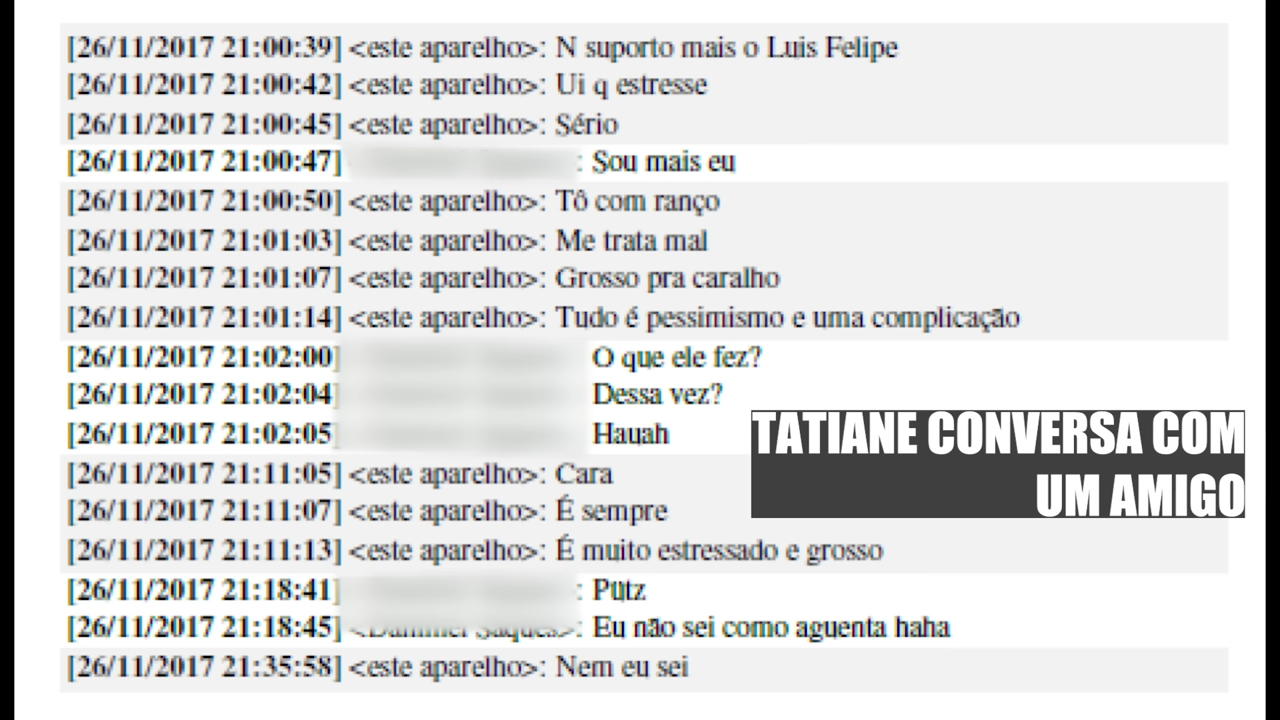 [26/11/2017 21:00:39] <este aparelho>: N suporto mais o Luis Felipe
[26/11/2017 21:00:42] <este aparelho>: Ui q estresse
[26/11/2017 21:00:45] <este aparelho>: Sério
[26/11/2017 21:00:47] : Sou mais eu
[26/11/2017 21:00:50] <este aparelho>: Tô com ranço
[26/11/2017 21:01:03] <este aparelho>: Me trata mal
[26/11/2017 21:01:07] <este aparelho>: Grosso pra caralho
[26/11/2017 21:01:14] <este aparelho>: Tudo é pessimismo e uma complicação
[26/11/2017 21:02:00] O que ele fez?
[26/11/2017 21:02:04] Dessa vez?
[26/11/2017 21:02:05] Hauah
[26/11/2017 21:11:05] <este aparelho>: Cara
[26/11/2017 21:11:07] <este aparelho>: É sempre
[26/11/2017 21:11:13] <este aparelho>: É muito estressado e grosso
[26/11/2017 21:18:41] : Putz
[26/11/2017 21:18:45] : Eu não sei como aguenta haha
[26/11/2017 21:35:58] <este aparelho>: Nem eu sei
TATIANE CONVERSA COM
UM AMIGO